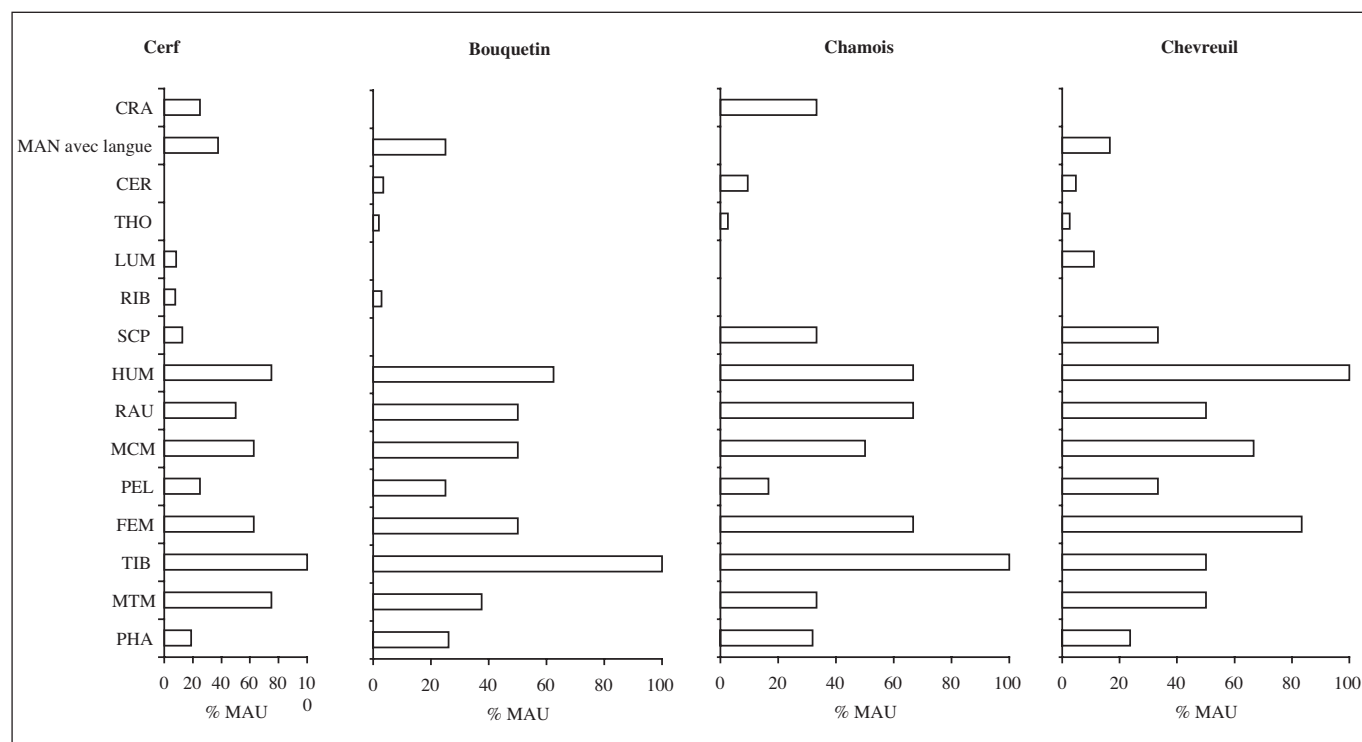 Cerf Bouquetin Chamois Chevreuil
CRA
MAN avec langue
CER
THO
LUM
RIB
SCP
HUM
RAU
MCM
PEL
FEM
TIB
MTM
PHA
0 20 40 60 80 10 0 20 40 60 80 100 0 20 40 60 80 100 0 20 40 60 80 100
0
% MAU % MAU % MAU % MAU